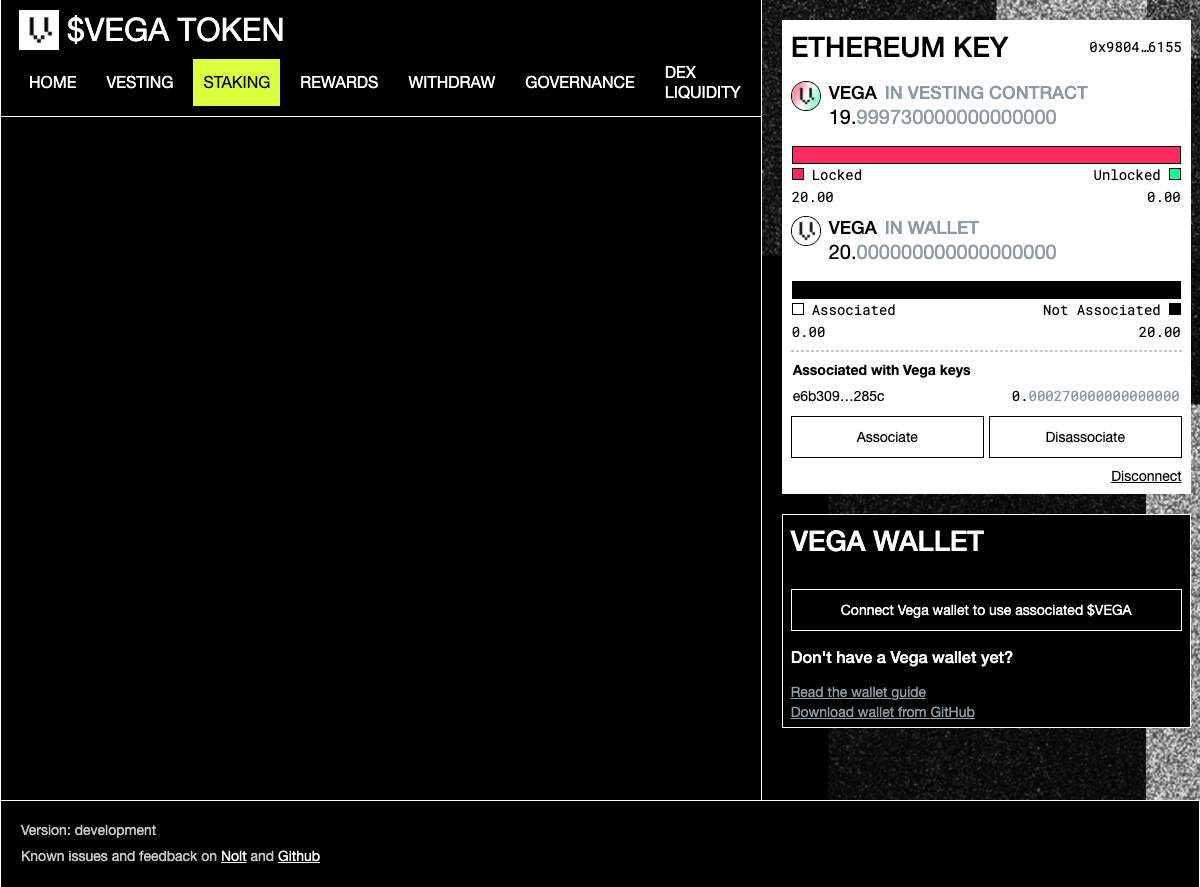 $VEGA TOKEN
HOME VESTING STAKING REWARDS WITHDRAW GOVERNANCE DEX LIQUIDITY
ETHEREUM KEY 0x9804…6155
VEGA IN VESTING CONTRACT
19.999730000000000000
Locked Unlocked
20.00 0.00
VEGA IN WALLET
20.000000000000000000
Associated Not Associated
0.00 20.00
Associated with Vega keys
e6b309…285c 0.000270000000000000
Associate Disassociate
Disconnect
VEGA WALLET
Connect Vega wallet to use associated $VEGA
Don't have a Vega wallet yet?
Read the wallet guide
Download wallet from GitHub
Version: development
Known issues and feedback on Nolt and Github